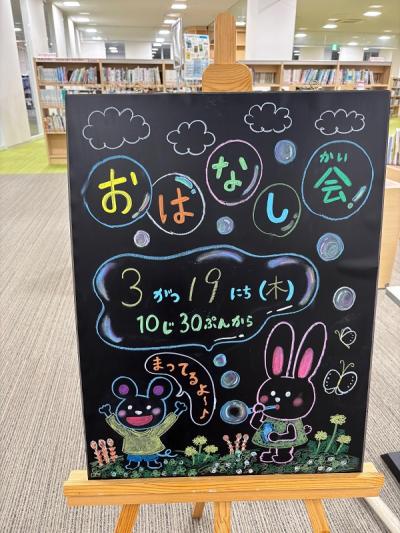 おはなし会
かい
3がつ19にち(木)
10じ30ぷんから
まってるよ〜♪